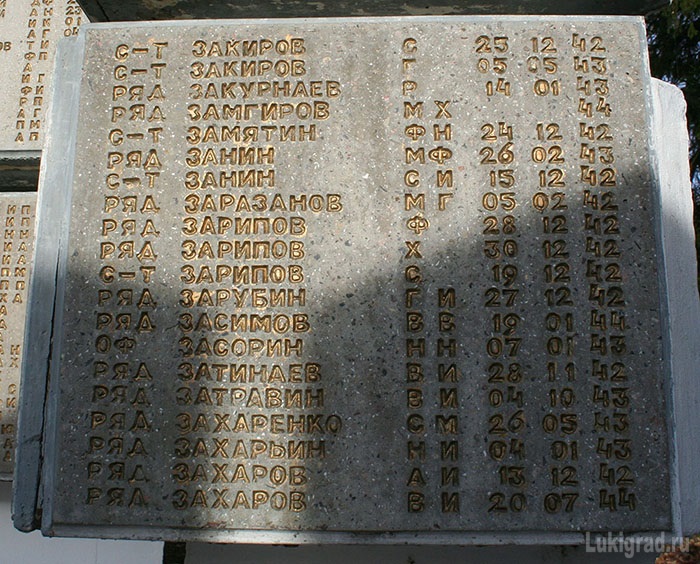 С-Т ЗАКИРОВ С 25 12 42
С-Т ЗАКИРОВ Г 05 05 43
РЯД ЗАКУРНАЕВ Р 14 01 43
РЯД ЗАМГИРОВ М Х 44
С-Т ЗАМЯТИН Ф Н 24 12 42
РЯД ЗАНИН М Ф 26 02 43
С-Т ЗАНИН С И 15 12 42
РЯД ЗАРАЗАНОВ М Г 05 02 42
РЯД ЗАРИПОВ Ф 28 12 42
РЯД ЗАРИПОВ Х 30 12 42
С-Т ЗАРИПОВ С 19 12 42
РЯД ЗАРУБИН Г И 27 12 42
РЯД ЗАСИМОВ В Е 19 01 44
ОФ ЗАСОРИН Н Н 07 01 43
РЯД ЗАТИНАЕВ В И 28 11 42
РЯД ЗАТРАВИН В И 04 10 43
РЯД ЗАХАРЕНКО С М 26 05 43
РЯД ЗАХАРЬИН Н И 04 01 43
РЯД ЗАХАРОВ А И 13 12 42
РЯД ЗАХАРОВ В И 20 07 44
Lukigrad.ru